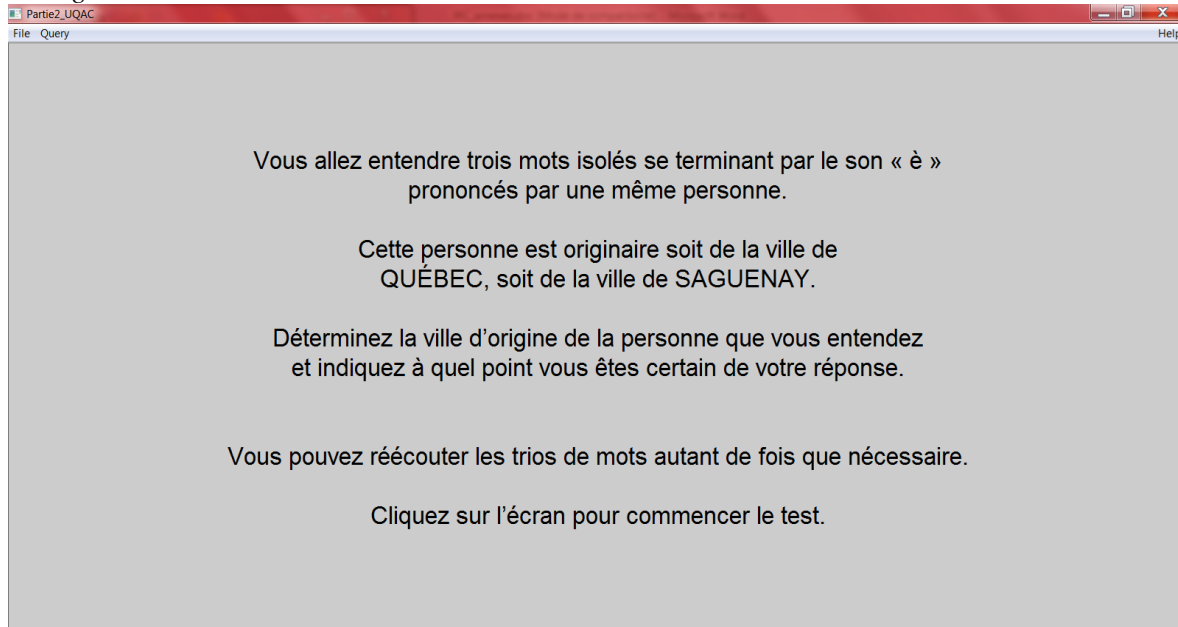 Partie2_UQAC
File Query
Help
Vous allez entendre trois mots isolés se terminant par le son « è »
prononcés par une même personne.
Cette personne est originaire soit de la ville de
QUÉBEC, soit de la ville de SAGUENAY.
Déterminez la ville d’origine de la personne que vous entendez
et indiquez à quel point vous êtes certain de votre réponse.
Vous pouvez réécouter les trios de mots autant de fois que nécessaire.
Cliquez sur l’écran pour commencer le test.